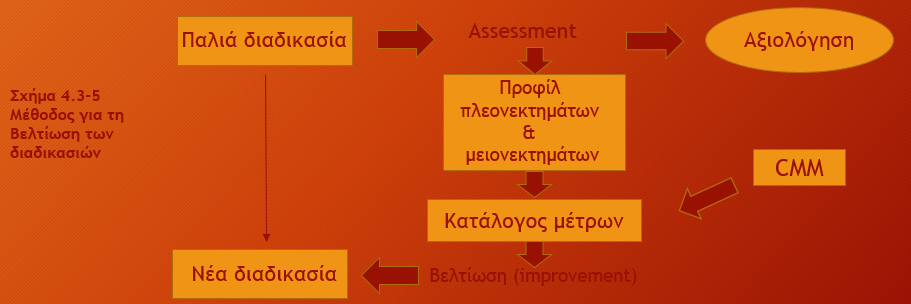 Παλιά διαδικασία
Assessment
Αξιολόγηση
Σχήμα 4.3-5
Μέθοδος για τη
Βελτίωση των
διαδικασιών
Προφίλ
πλεονεκτημάτων
&
μειονεκτημάτων
CMM
Κατάλογος μέτρων
Νέα διαδικασία
Βελτίωση (improvement)